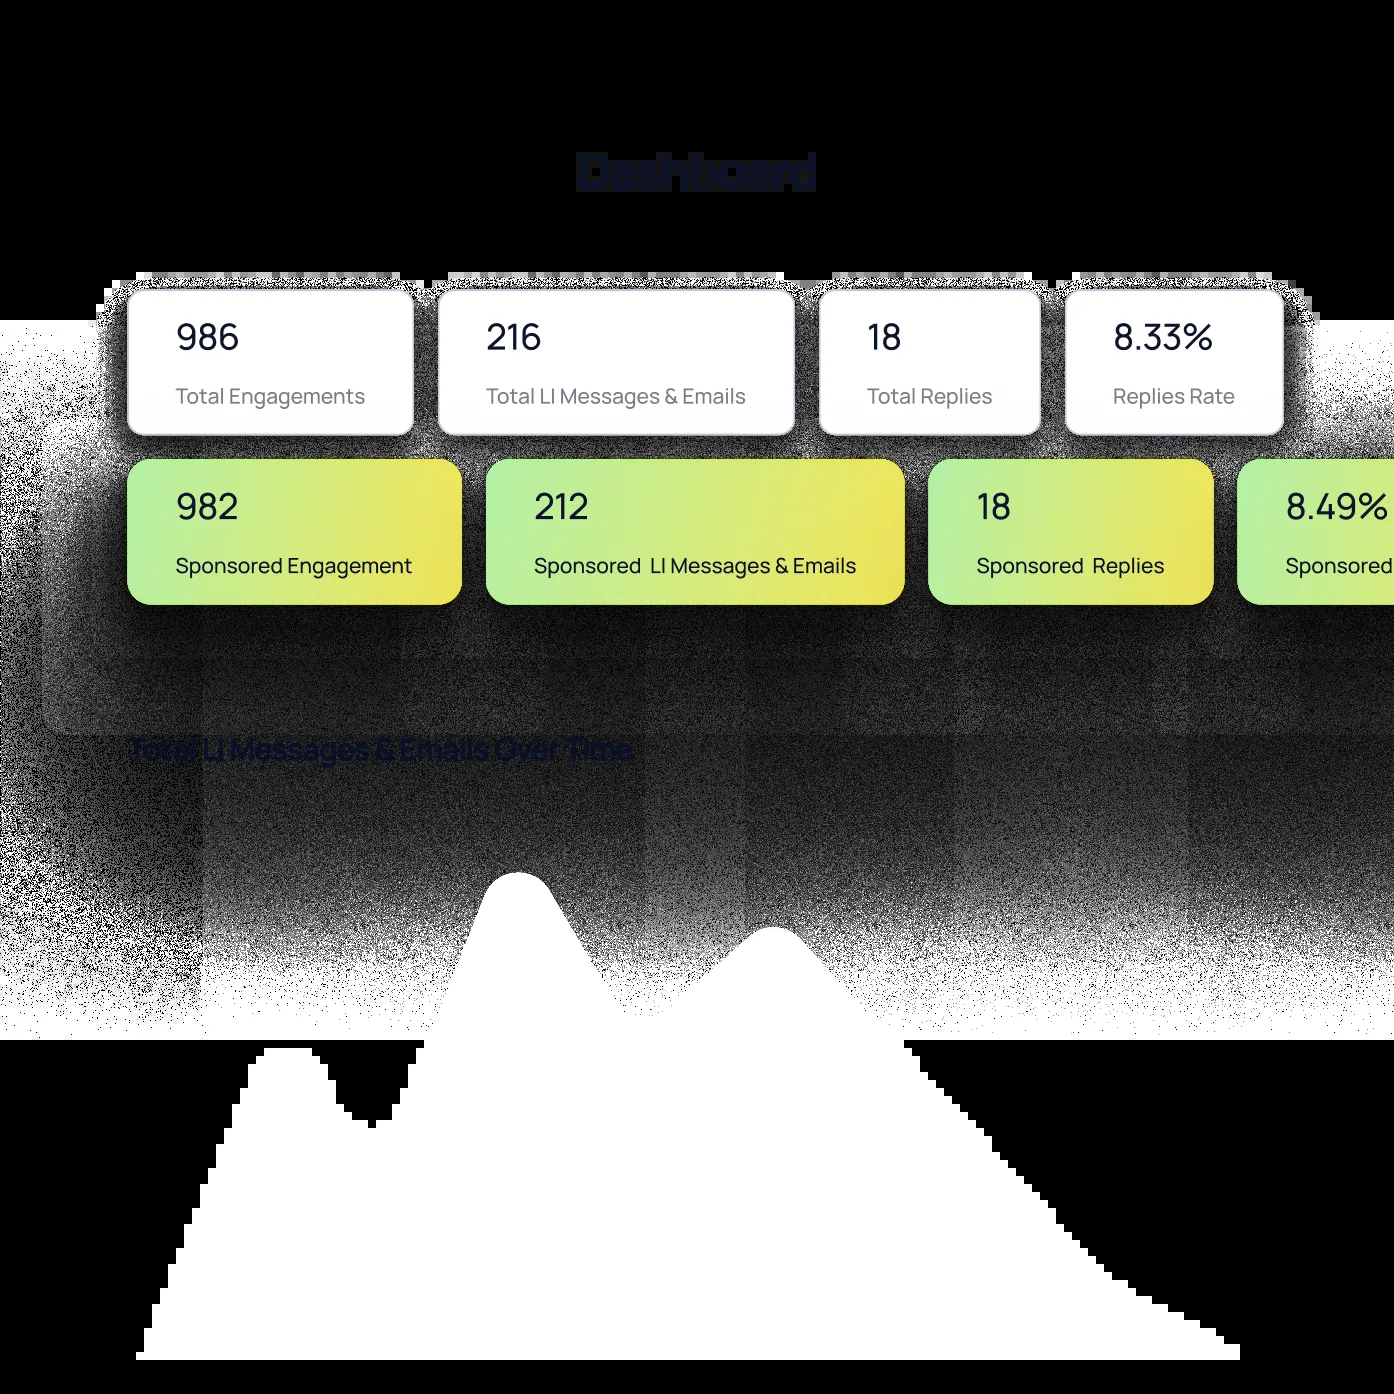 Dashboard
986
Total Engagements
216
Total LI Messages & Emails
18
Total Replies
8.33%
Replies Rate
982
Sponsored Engagement
212
Sponsored LI Messages & Emails
18
Sponsored Replies
8.49%
Sponsored
Total LI Messages & Emails Over Time